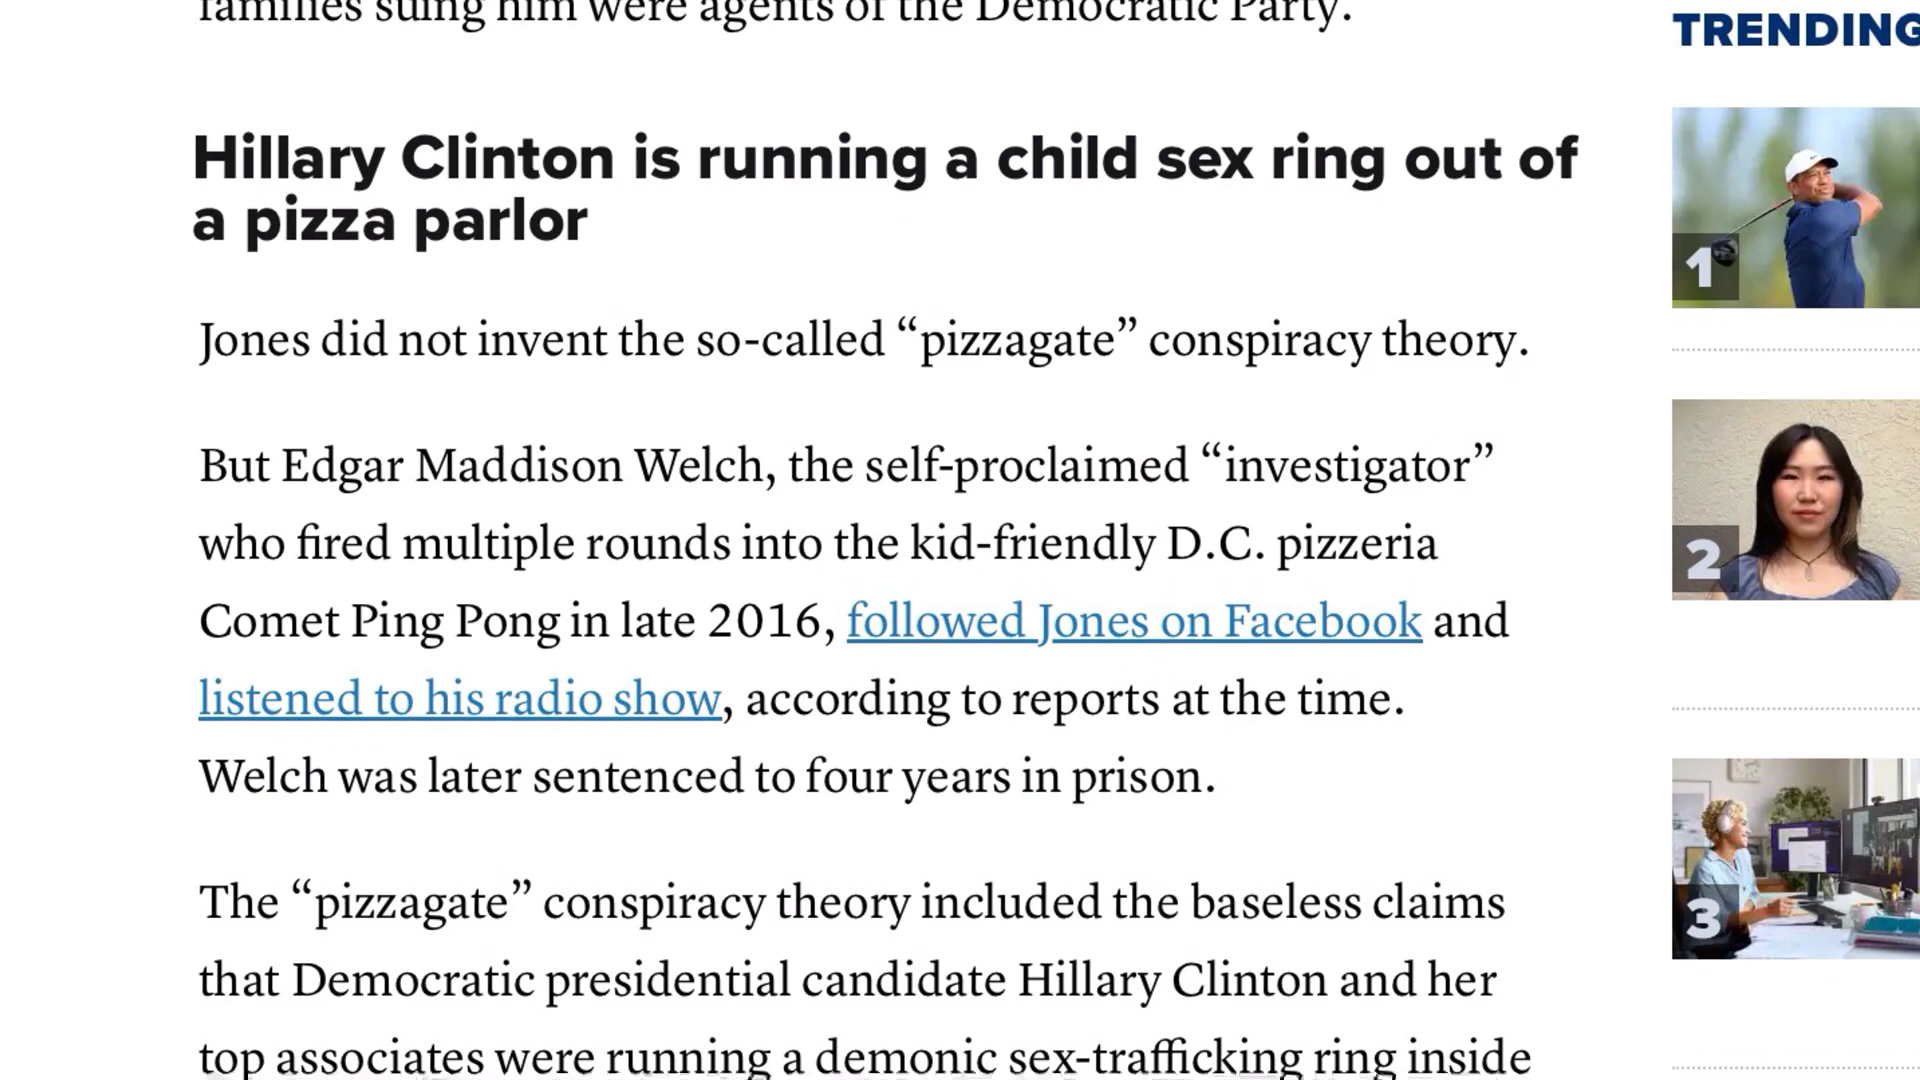 families suing him were agents of the Democratic Party.
TRENDING
Hillary Clinton is running a child sex ring out of
a pizza parlor
1
Jones did not invent the so-called “pizzagate” conspiracy theory.
But Edgar Maddison Welch, the self-proclaimed “investigator”
who fired multiple rounds into the kid-friendly D.C. pizzeria
2
Comet Ping Pong in late 2016, followed Jones on Facebook and
listened to his radio show, according to reports at the time.
Welch was later sentenced to four years in prison.
3
The “pizzagate” conspiracy theory included the baseless claims
that Democratic presidential candidate Hillary Clinton and her
top associates were running a demonic sex-trafficking ring inside